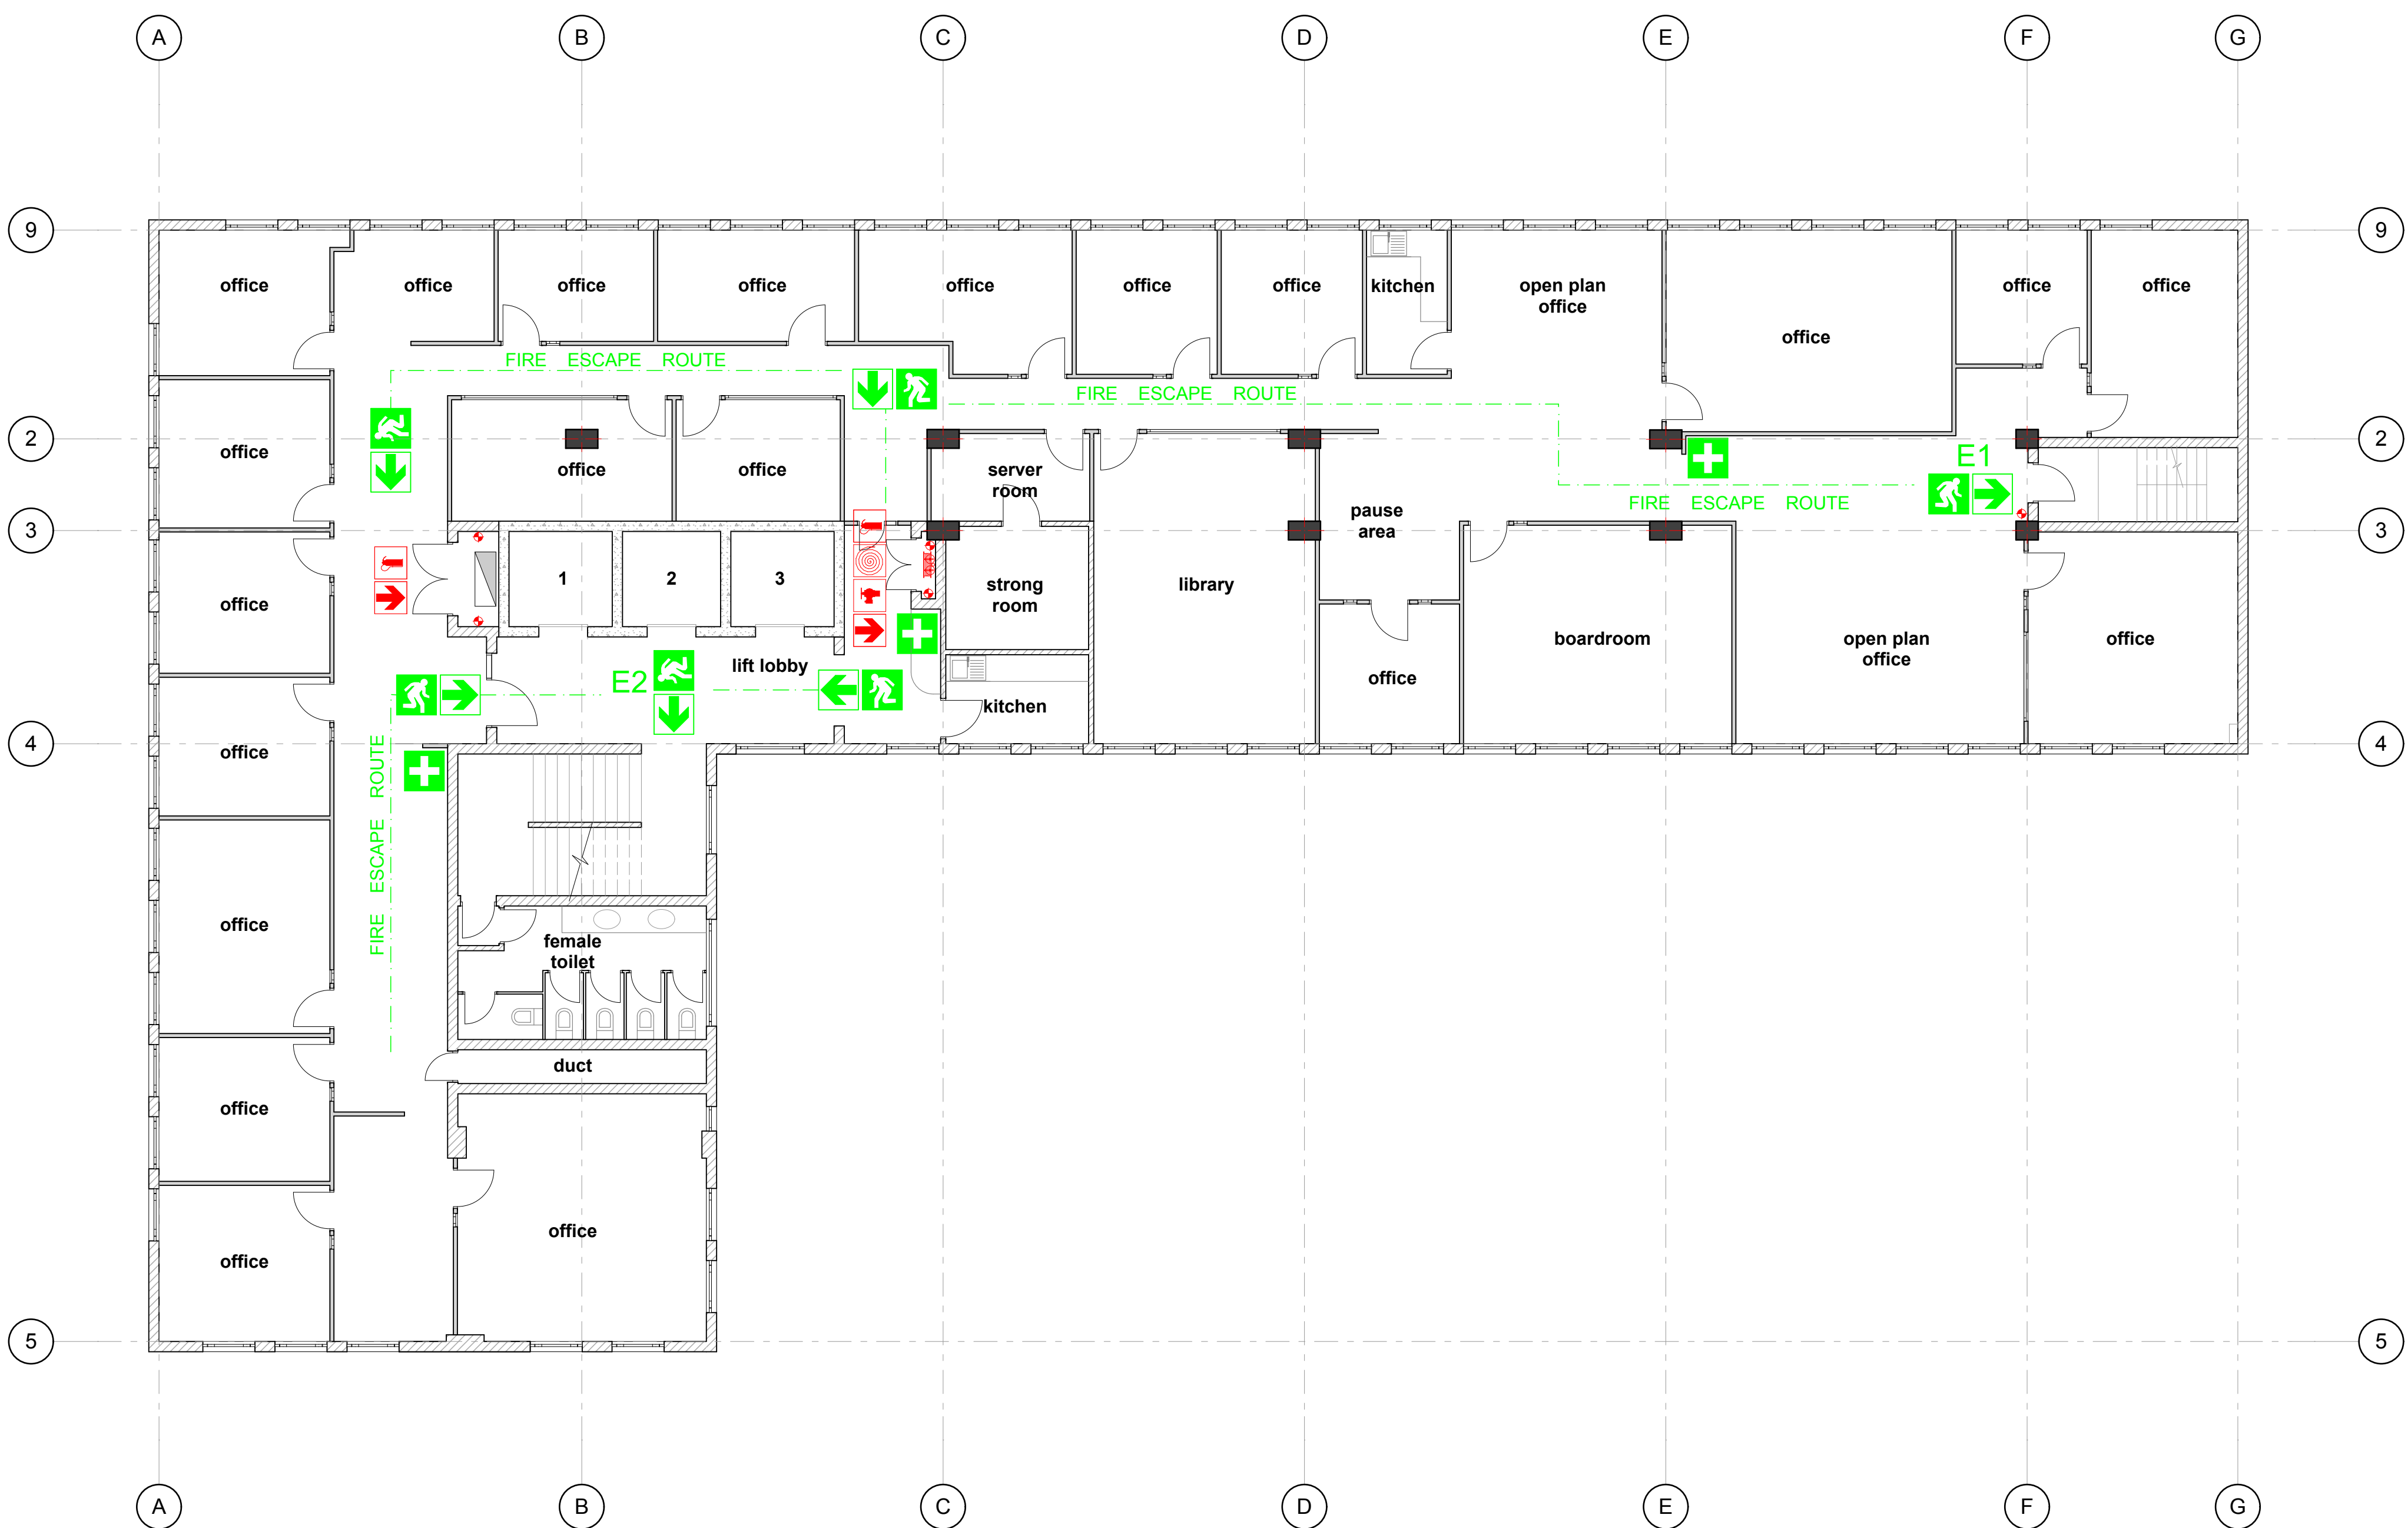 A B C D E F G
9 9
office office office office office office office kitchen open plan office office office
office
office
FIRE ESCAPE ROUTE
FIRE ESCAPE ROUTE
2 2
office office office server room
E1
FIRE ESCAPE ROUTE
pause area
3 3
office 1 2 3 strong room library
boardroom open plan office office
lift lobby
E2
office kitchen
office
4 4
FIRE ESCAPE ROUTE
office
female toilet
duct
office
office
office
5 5
A B C D E F G